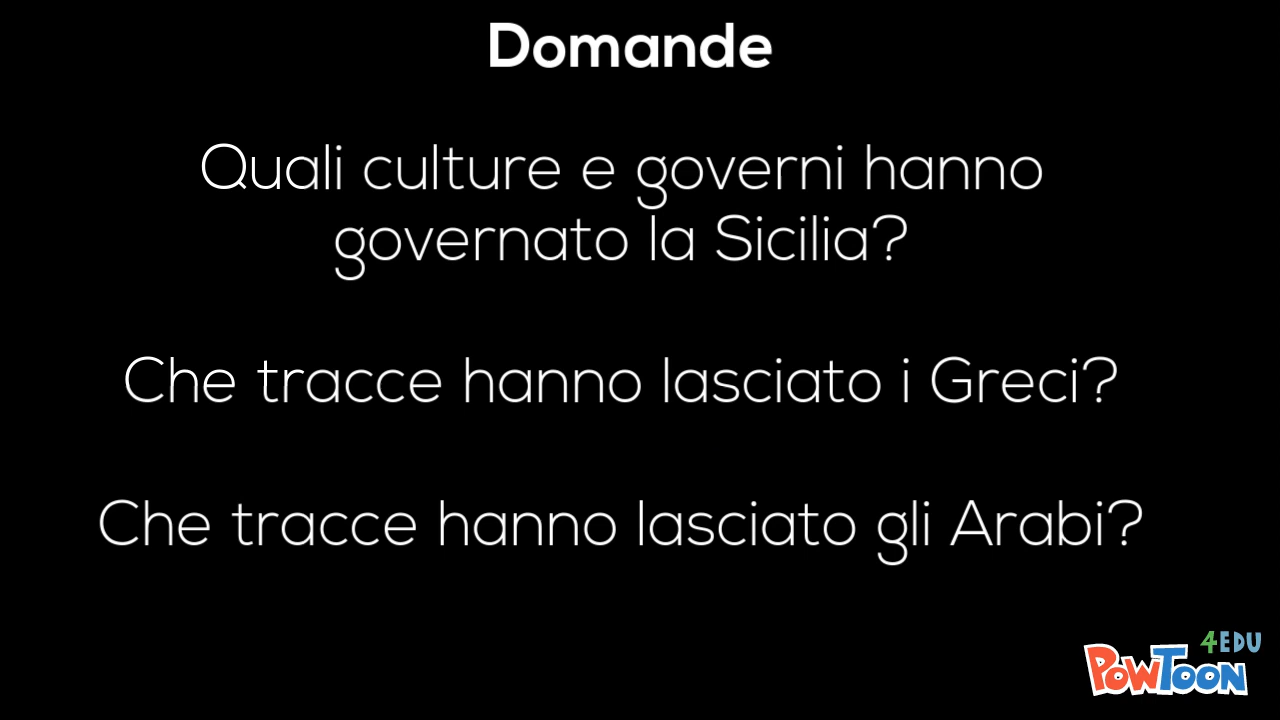 Domande
Quali culture e governi hanno
governato la Sicilia?
Che tracce hanno lasciato i Greci?
Che tracce hanno lasciato gli Arabi?
4EDU
POWTOON